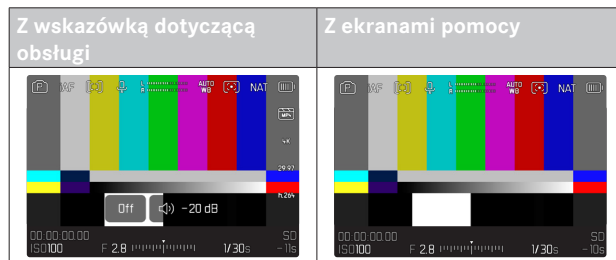 Z wskazówką dotyczącą
obsługi
Z ekranami pomocy
P AF L R AUTO WB NAT
MP4
4K
29.97
H.264
Off -20 dB
00:00:00.00 SD
ISO100 F 2.8 1/30s -11s
P AF L R AUTO WB NAT
00:00:00.00 SD
ISO100 F 2.8 1/30s -10s